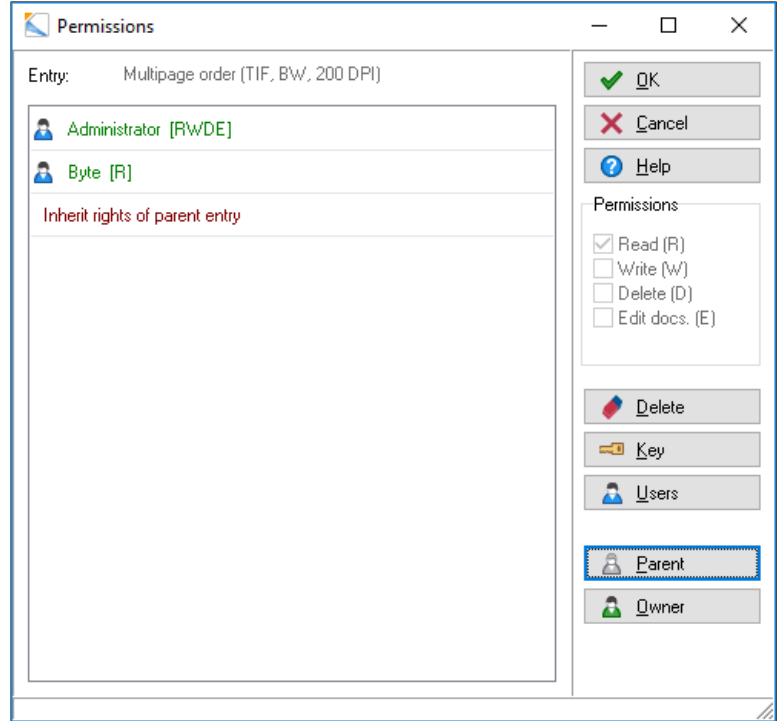 Permissions
Entry: Multipage order (TIF, BW, 200 DPI)
Administrator [RWDE]
Byte [R]
Inherit rights of parent entry
OK
Cancel
Help
Permissions
Read (R)
Write (W)
Delete (D)
Edit docs. (E)
Delete
Key
Users
Parent
Owner